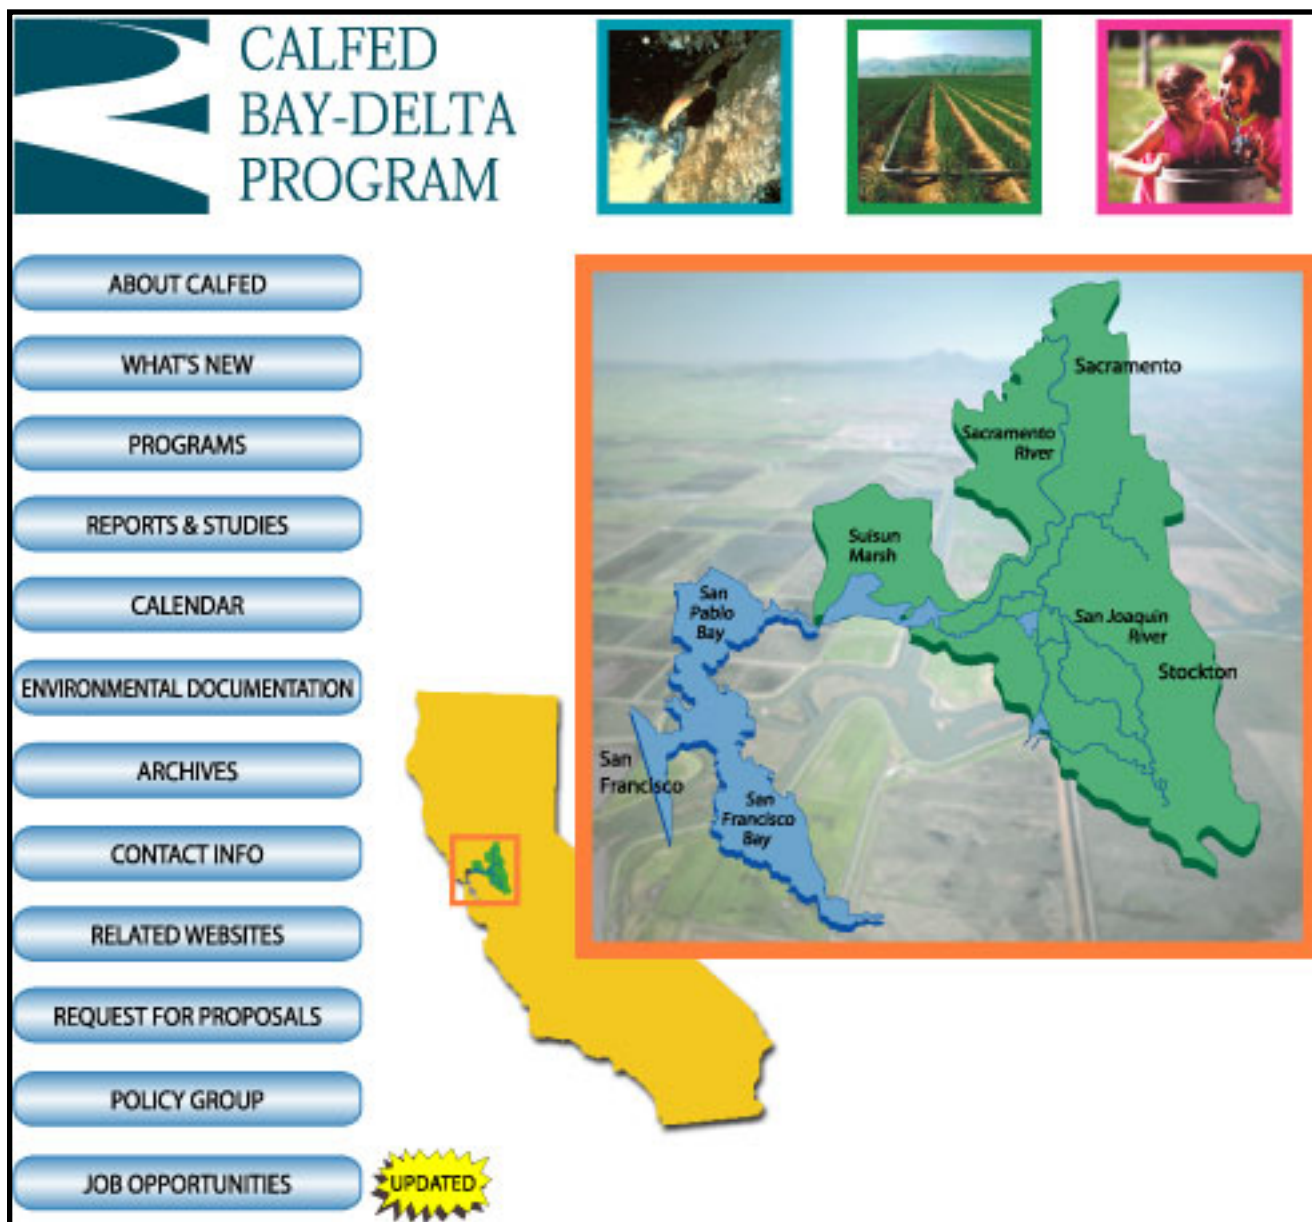 CALFED
BAY-DELTA
PROGRAM
ABOUT CALFED
WHAT'S NEW
PROGRAMS
REPORTS & STUDIES
CALENDAR
ENVIRONMENTAL DOCUMENTATION
ARCHIVES
CONTACT INFO
RELATED WEBSITES
REQUEST FOR PROPOSALS
POLICY GROUP
JOB OPPORTUNITIES
UPDATED
Sacramento
Sacramento
River
Suisun
Marsh
San
Pablo
Bay
San Joaquin
River
Stockton
San
Francisco
San
Francisco
Bay